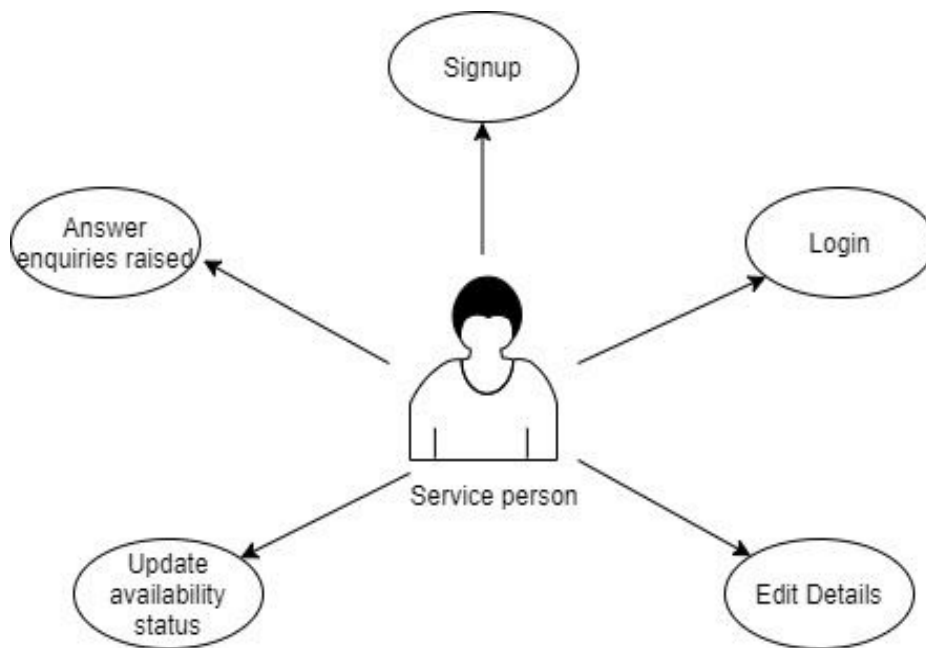 Signup
Answer
enquiries raised
Login
Service person
Update
availability
status
Edit Details